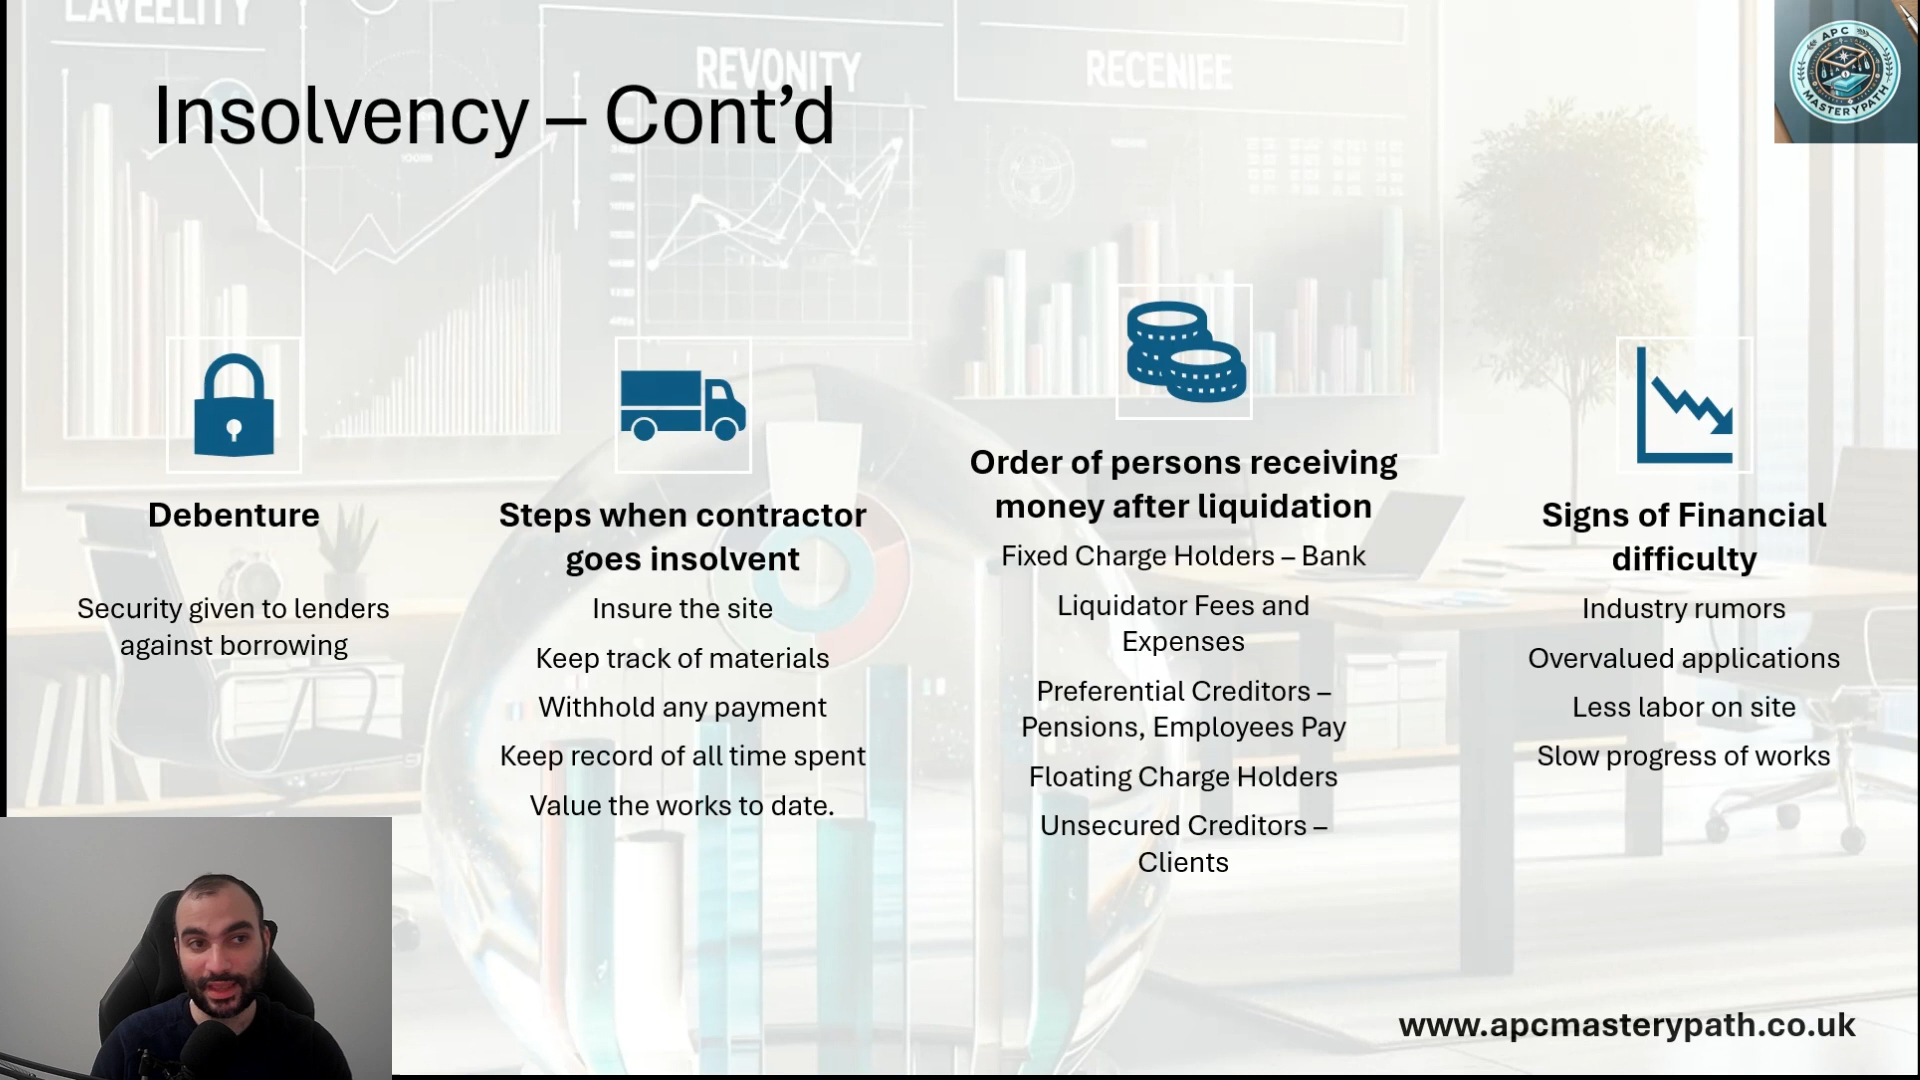 LAVEELITY
REVONITY
RECENIEE
APC
MASTERYPATH
Insolvency – Cont’d
Debenture
Security given to lenders
against borrowing
Steps when contractor
goes insolvent
Insure the site
Keep track of materials
Withhold any payment
Keep record of all time spent
Value the works to date.
Order of persons receiving
money after liquidation
Fixed Charge Holders – Bank
Liquidator Fees and
Expenses
Preferential Creditors –
Pensions, Employees Pay
Floating Charge Holders
Unsecured Creditors –
Clients
Signs of Financial
difficulty
Industry rumors
Overvalued applications
Less labor on site
Slow progress of works
www.apcmasterypath.co.uk